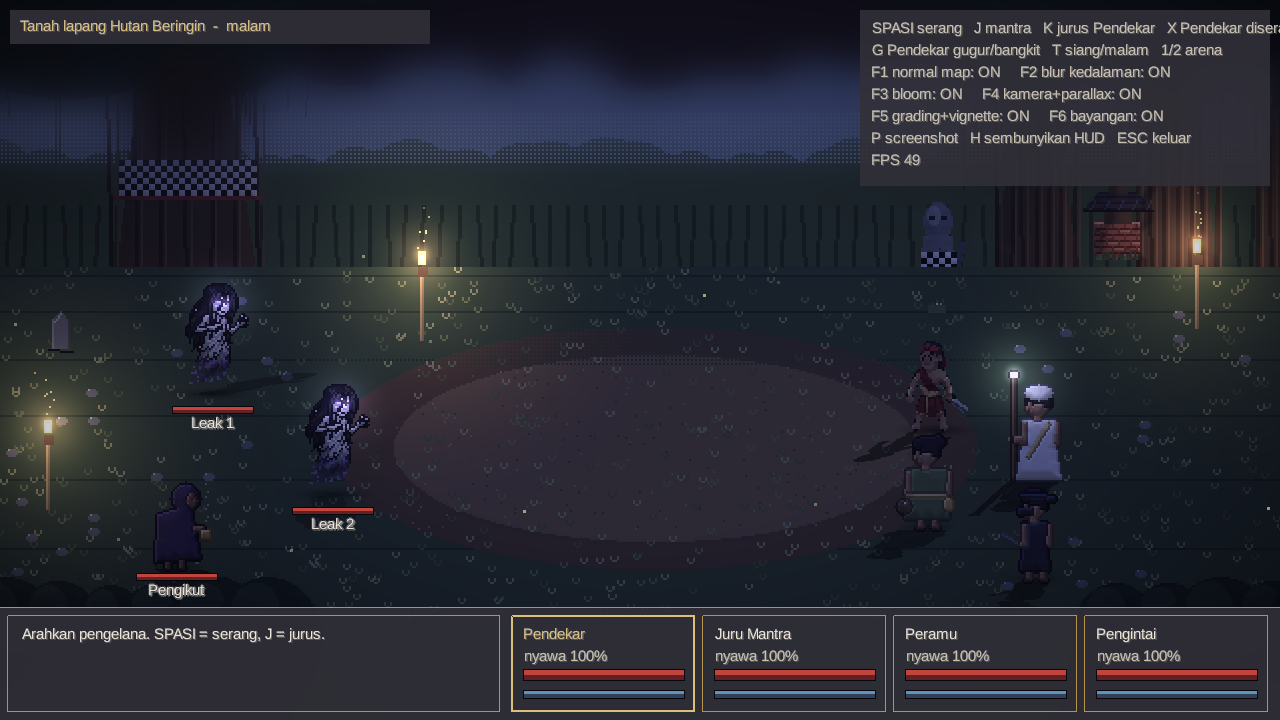 Tanah lapang Hutan Beringin - malam
SPASI serang J mantra K jurus Pendekar X Pendekar
G Pendekar gugur/bangkit T siang/malam 1/2 arena
F1 normal map: ON F2 blur kedalaman: ON
F3 bloom: ON F4 kamera+parallax: ON
F5 grading+vignette: ON F6 bayangan: ON
P screenshot H sembunyikan HUD ESC keluar
FPS 49
Leak 1
Leak 2
Pengikut
Arahkan pengelana. SPASI = serang, J = jurus.
Pendekar
nyawa 100%
Juru Mantra
nyawa 100%
Peramu
nyawa 100%
Pengintai
nyawa 100%